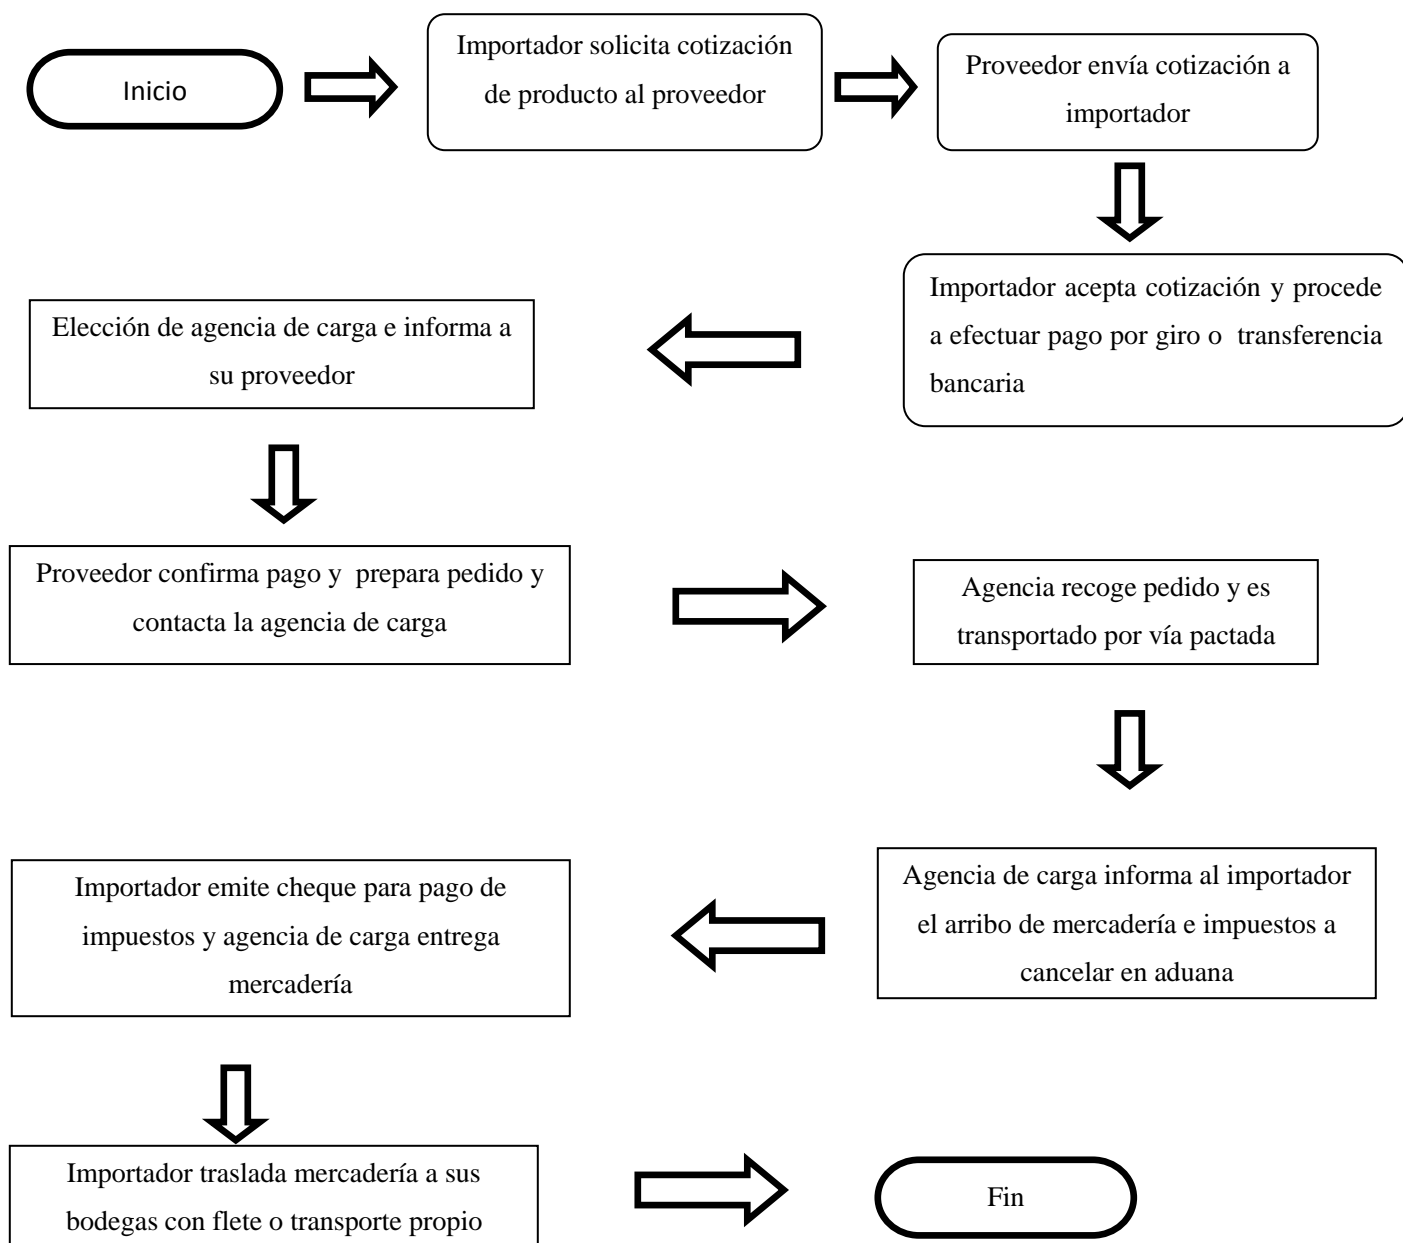 Inicio
Importador solicita cotización
de producto al proveedor
Proveedor envía cotización a
importador
Importador acepta cotización y procede
a efectuar pago por giro o transferencia
bancaria
Elección de agencia de carga e informa a
su proveedor
Proveedor confirma pago y prepara pedido y
contacta la agencia de carga
Agencia recoge pedido y es
transportado por vía pactada
Agencia de carga informa al importador
el arribo de mercadería e impuestos a
cancelar en aduana
Importador emite cheque para pago de
impuestos y agencia de carga entrega
mercadería
Importador traslada mercadería a sus
bodegas con flete o transporte propio
Fin